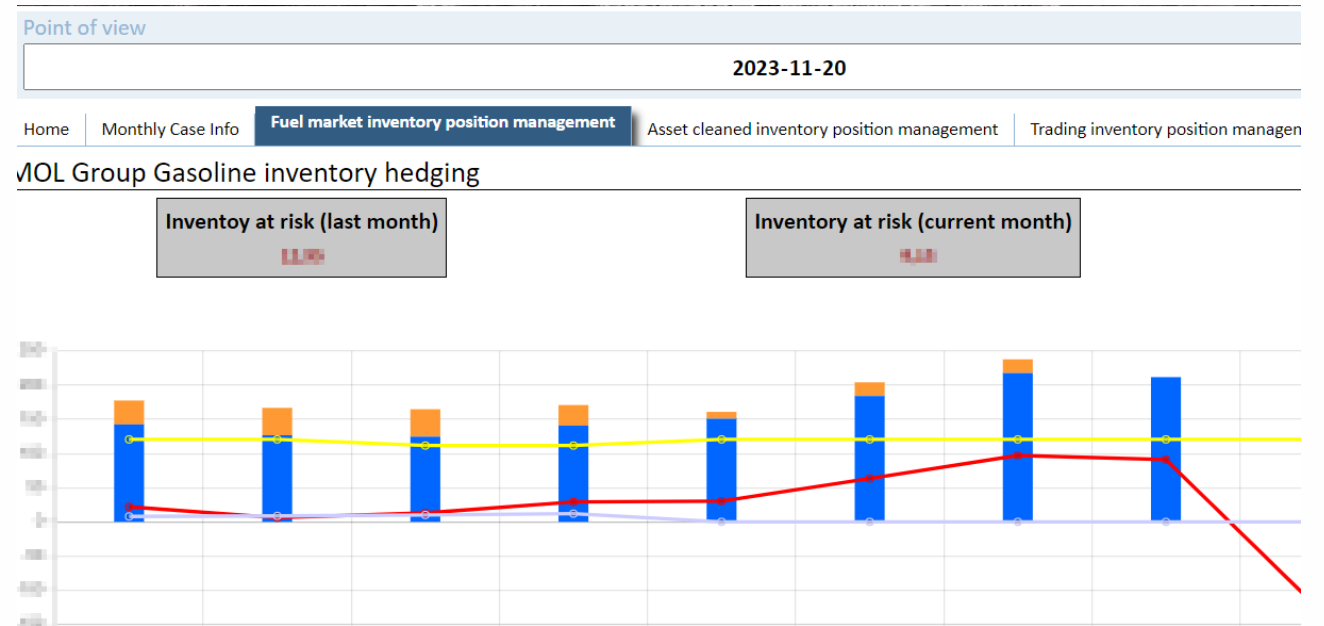 Point of view
2023-11-20
Home Monthly Case Info Fuel market inventory position management Asset cleaned inventory position management Trading inventory position
MOL Group Gasoline inventory hedging
Inventoy at risk (last month) Inventory at risk (current month)